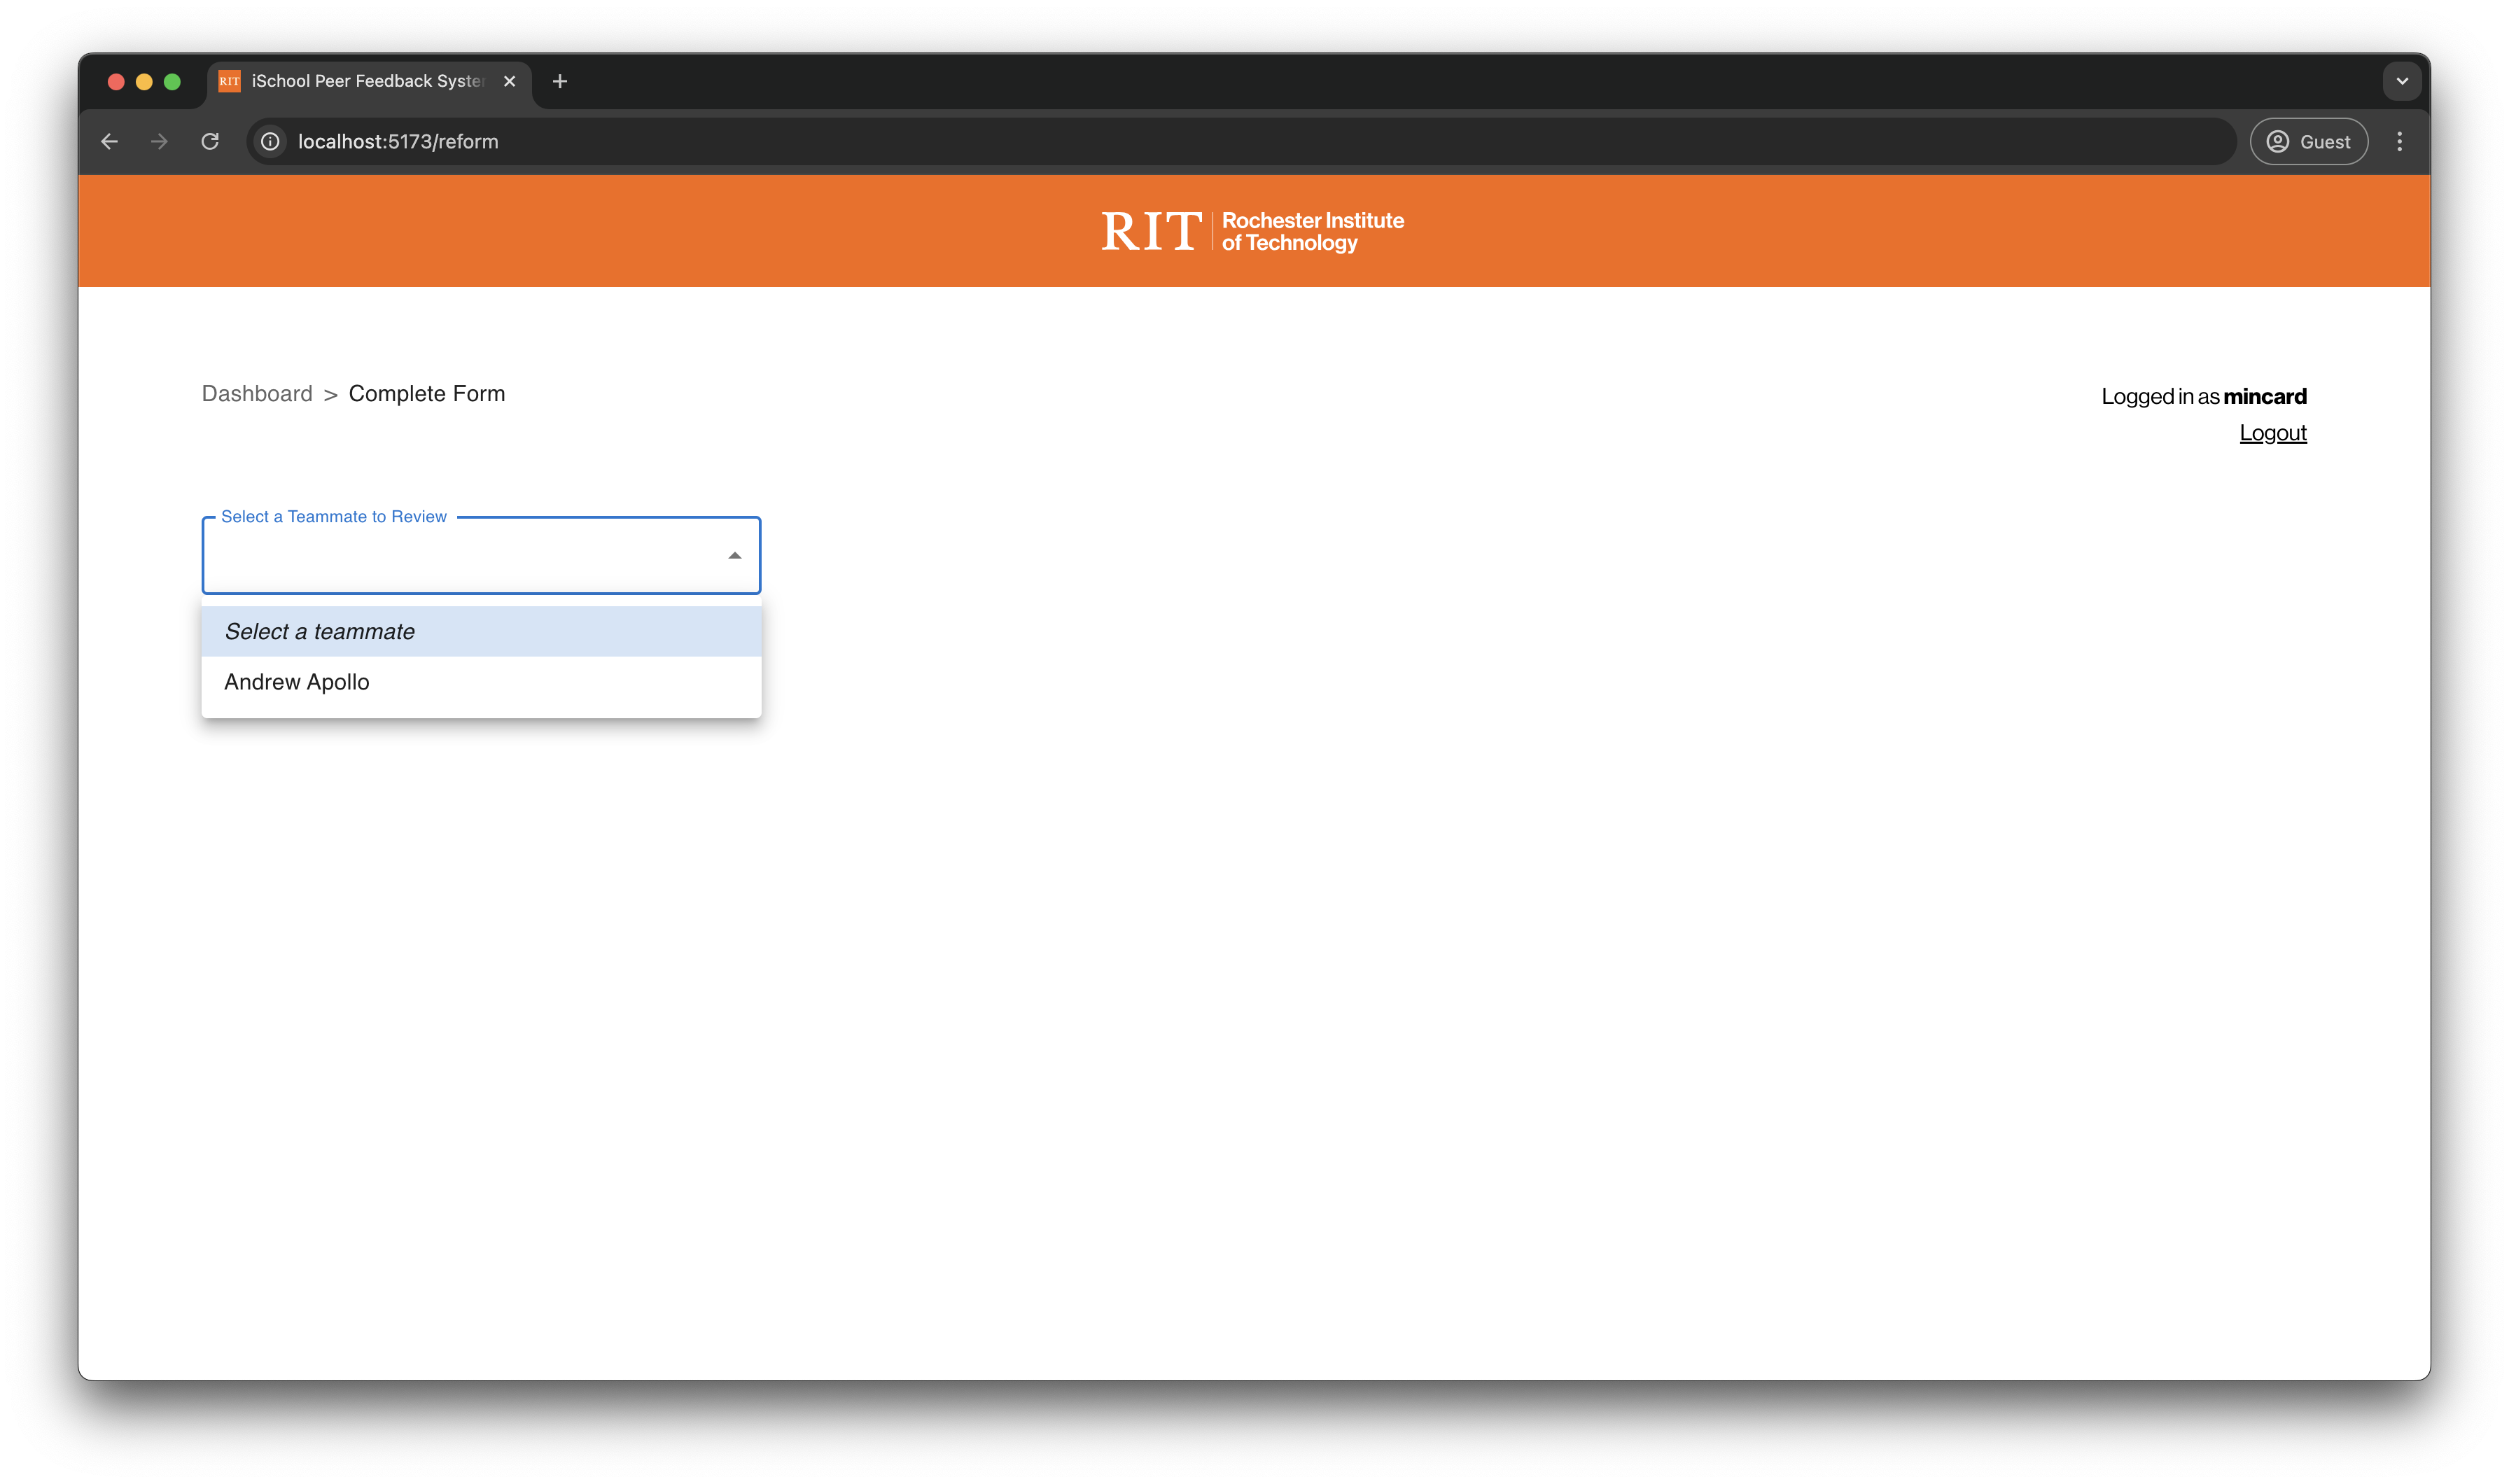 RIT iSchool Peer Feedback Syste
localhost:5173/reform
Guest
RIT Rochester Institute
of Technology
Dashboard > Complete Form
Logged in as mincard
Logout
Select a Teammate to Review
Select a teammate
Andrew Apollo